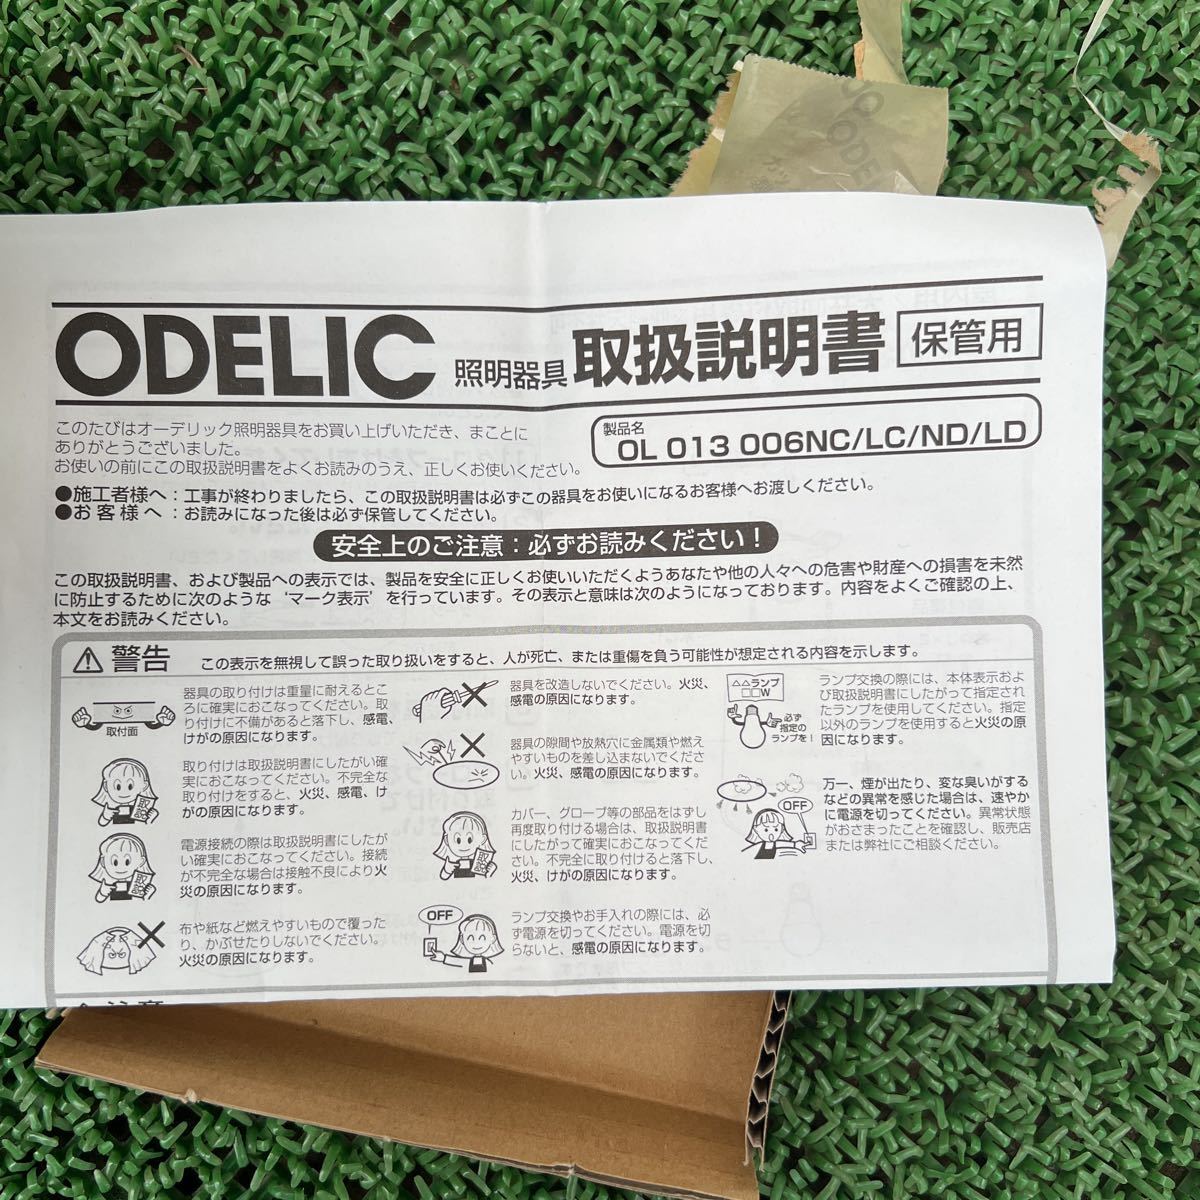 ODELIC 照明器具 取扱説明書 保管用
製品名
OL 013 006NC/LC/ND/LD
このたびはオーデリック照明器具をお買い上げいただき、まことに
ありがとうございました。
お使いの前にこの取扱説明書をよくお読みのうえ、正しくお使いください。
●施工者様へ：工事が終わりましたら、この取扱説明書は必ずこの器具をお使いになるお客様へお渡しください。
●お客様へ：お読みになった後は必ず保管してください。
安全上のご注意：必ずお読みください！
この取扱説明書、および製品への表示では、製品を安全に正しくお使いいただくようあなたや他の人々への危害や財産への損害を未然
に防止するために次のような‘マーク表示’を行っています。その表示と意味は次のようになっております。内容をよくご確認の上、
本文をお読みください。
警告 この表示を無視して誤った取り扱いをすると、人が死亡、または重傷を負う可能性が想定される内容を示します。
取付面
器具の取り付けは重量に耐えるとこ
ろに確実におこなってください。取
り付けに不備があると落下し、感電、
けがの原因になります。
取説
取り付けは取扱説明書にしたがい確
実におこなってください。不完全な
取り付けをすると、火災、感電、け
がの原因になります。
取説
電源接続の際は取扱説明書にしたが
い確実におこなってください。接続
が不完全な場合は接触不良により火
災の原因になります。
布や紙など燃えやすいもので覆った
り、かぶせたりしないでください。
火災の原因になります。
器具を改造しないでください。火災、
感電の原因になります。
器具の隙間や放熱穴に金属類や燃え
やすいものを差し込まないでくださ
い。火災、感電の原因になります。
取説
カバー、グローブ等の部品をはずし
再度取り付ける場合は、取扱説明書
にしたがって確実におこなってくだ
さい。不完全に取り付けると落下し、
火災、けがの原因になります。
OFF
ランプ交換やお手入れの際には、必
ず電源を切ってください。電源を切
らないと、感電の原因になります。
△△ランプ
□□W
必ず
指定の
ランプを！
ランプ交換の際には、本体表示およ
び取扱説明書にしたがって指定され
たランプを使用してください。指定
以外のランプを使用すると火災の原
因になります。
OFF
万一、煙が出たり、変な臭いがする
などの異常を感じた場合は、速やか
に電源を切ってください。異常状態
がおさまったことを確認し、販売店
または弊社にご相談ください。
注意